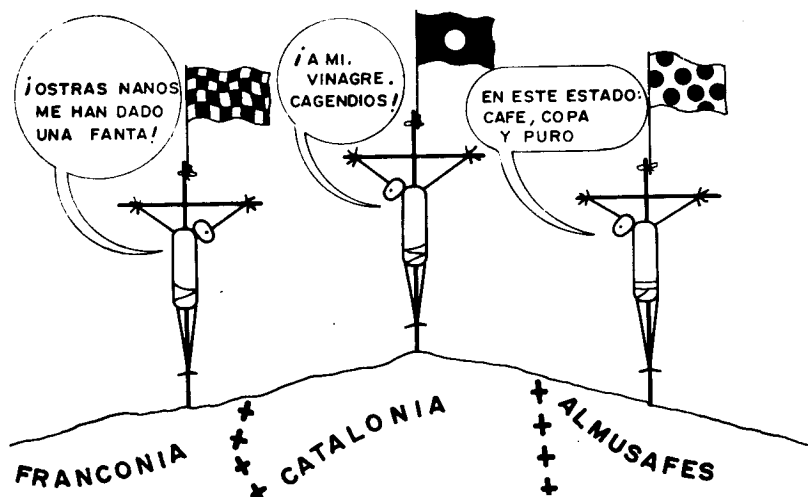 ¡OSTRAS NANOS
ME HAN DADO
UNA FANTA!
¡A MI.
VINAGRE.
CAGENDIOS!
EN ESTE ESTADO:
CAFE, COPA
Y PURO
FRANCONIA
CATALONIA
ALMUSAFES